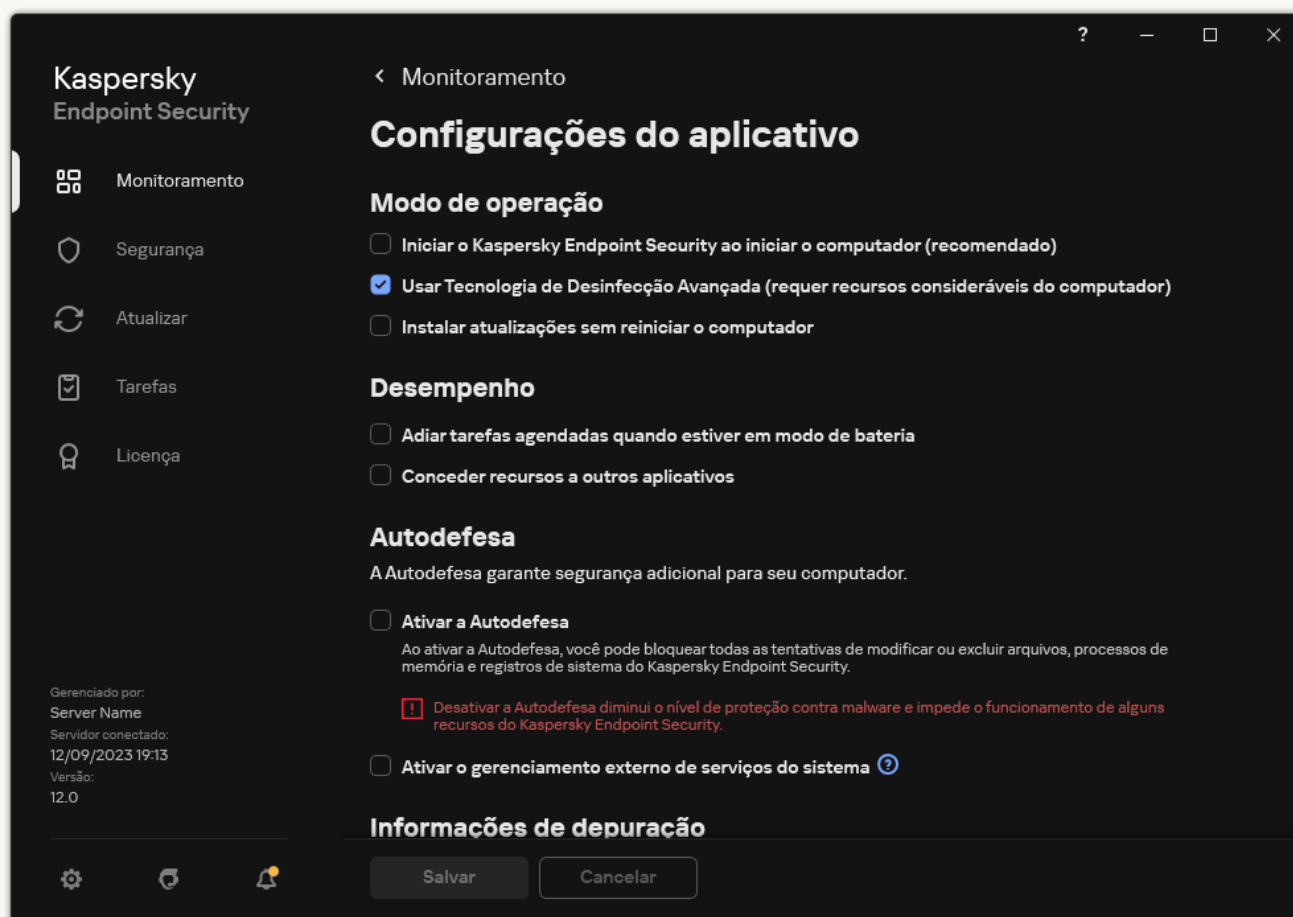 ?
Kaspersky
Endpoint Security
Monitoramento
Segurança
Atualizar
Tarefas
Licença
Gerenciado por:
Server Name
Servidor conectado:
12/09/2023 19:13
Versão:
12.0
< Monitoramento
Configurações do aplicativo
Modo de operação
Iniciar o Kaspersky Endpoint Security ao iniciar o computador (recomendado)
Usar Tecnologia de Desinfecção Avançada (requer recursos consideráveis do computador)
Instalar atualizações sem reiniciar o computador
Desempenho
Adiar tarefas agendadas quando estiver em modo de bateria
Conceder recursos a outros aplicativos
Autodefesa
A Autodefesa garante segurança adicional para seu computador.
Ativar a Autodefesa
Ao ativar a Autodefesa, você pode bloquear todas as tentativas de modificar ou excluir arquivos, processos de
memória e registros de sistema do Kaspersky Endpoint Security.
! Desativar a Autodefesa diminui o nível de proteção contra malware e impede o funcionamento de alguns
recursos do Kaspersky Endpoint Security.
Ativar o gerenciamento externo de serviços do sistema ?
Informações de depuração
Salvar
Cancelar